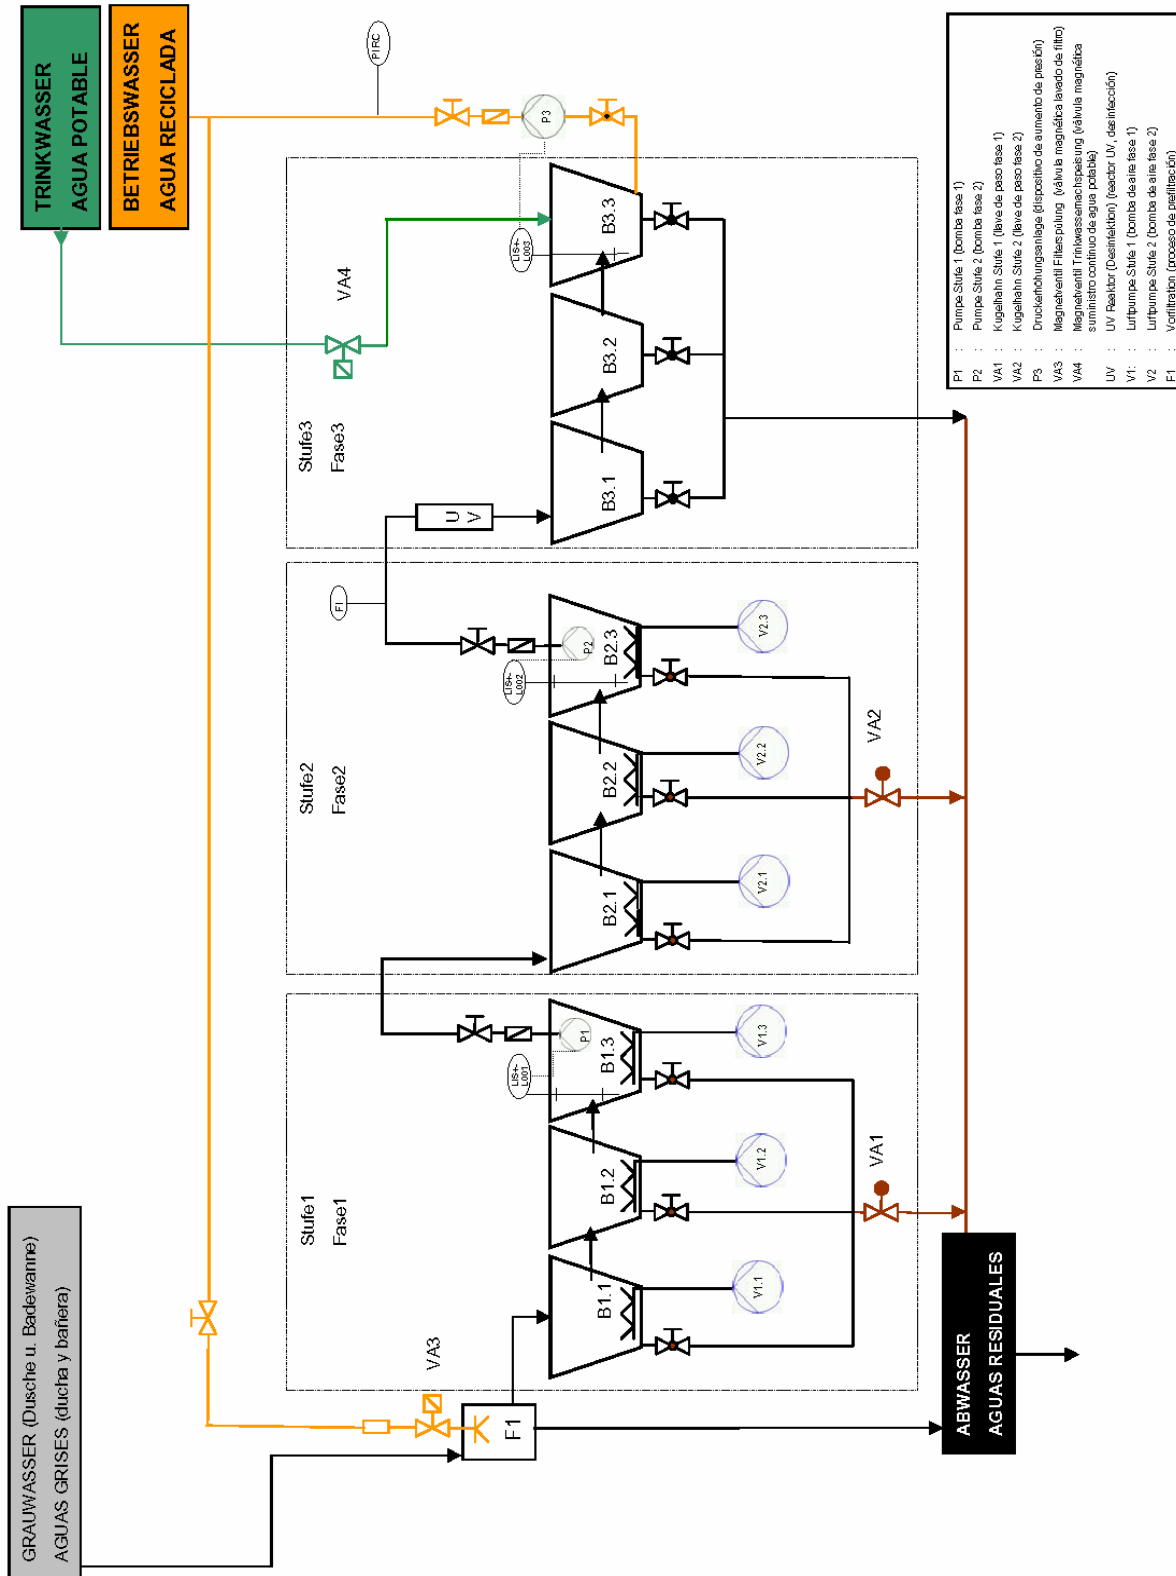 GRAUWASSER (Dusche u. Badewanne)
AGUAS GRISES (ducha y bañera)
TRINKWASSER
AGUA POTABLE
BETRIEBSWASSER
AGUA RECICLADA
PIRC
VA3
F1
Stufe1
Fase1
LIS+-
L001
P1
B1.1
B1.2
B1.3
V1.1
V1.2
V1.3
VA1
Stufe2
Fase2
FI
LIS+-
L002
P2
B2.1
B2.2
B2.3
V2.1
V2.2
V2.3
VA2
Stufe3
Fase3
VA4
U V
LIS+-
L003
P3
B3.1
B3.2
B3.3
ABWASSER
AGUAS RESIDUALES
P1 : Pumpe Stufe 1 (bomba fase 1)
P2 : Pumpe Stufe 2 (bomba fase 2)
VA1 : Kugelhahn Stufe 1 (llave de paso fase 1)
VA2 : Kugelhahn Stufe 2 (llave de paso fase 2)
P3 : Druckerhöhungsanlage (dispositivo de aumento de presión)
VA3 : Magnetventil Filterspülung (válvula magnética lavado de filtro)
VA4 : Magnetventil Trinkwassernachspeisung (válvula magnética
suministro continuo de agua potable)
UV : UV Reaktor (Desinfektion) (reactor UV, desinfección)
V1: : Luftpumpe Stufe 1 (bomba de aire fase 1)
V2 : Luftpumpe Stufe 2 (bomba de aire fase 2)
F1 : Vorfiltration (proceso de prefiltración)